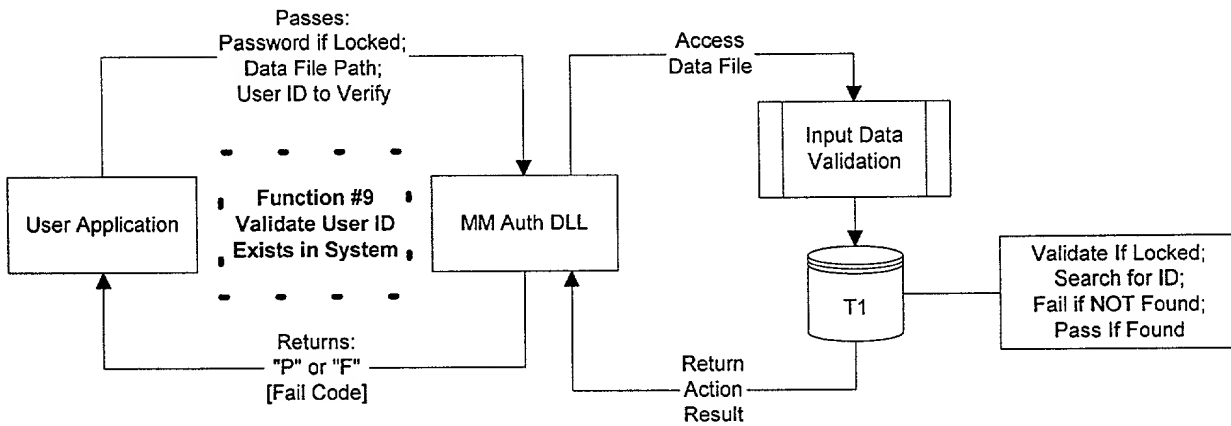 Passes:
Password if Locked;
Data File Path;
User ID to Verify
Access
Data File
Input Data
Validation
User Application
Function #9
Validate User ID
Exists in System
MM Auth DLL
T1
Validate If Locked;
Search for ID;
Fail if NOT Found;
Pass If Found
Returns:
"P" or "F"
[Fail Code]
Return
Action
Result